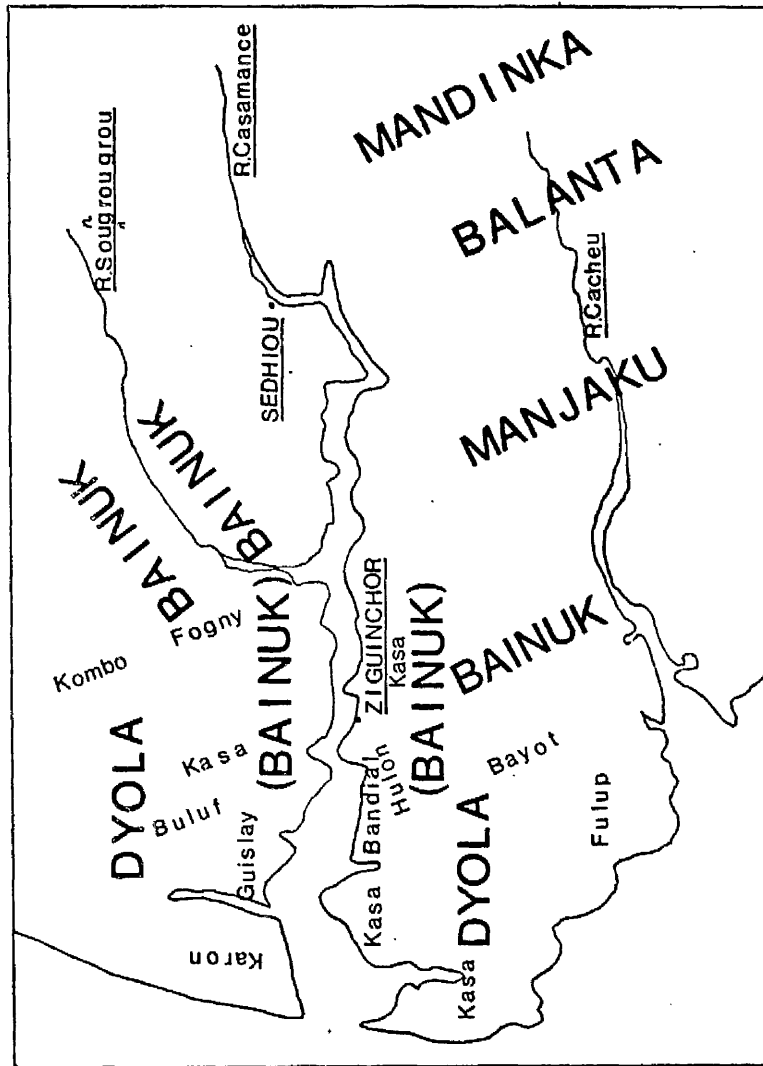 R.Sougrougrou
n
n
R.Casamance
MANDINKA
BALANTA
R.Cacheu
SEDHIOU
MANJAKU
BAINUK
BAINUK
Fogny
Kombo
(BAINUK)
ZIGUINCHOR
Kasa
(BAINUK)
BAINUK
DYOLA
Kasa
Buluf
Guislay
Bandial
Hulon
Bayot
Kasa
DYOLA
Fulup
Karon
Kasa